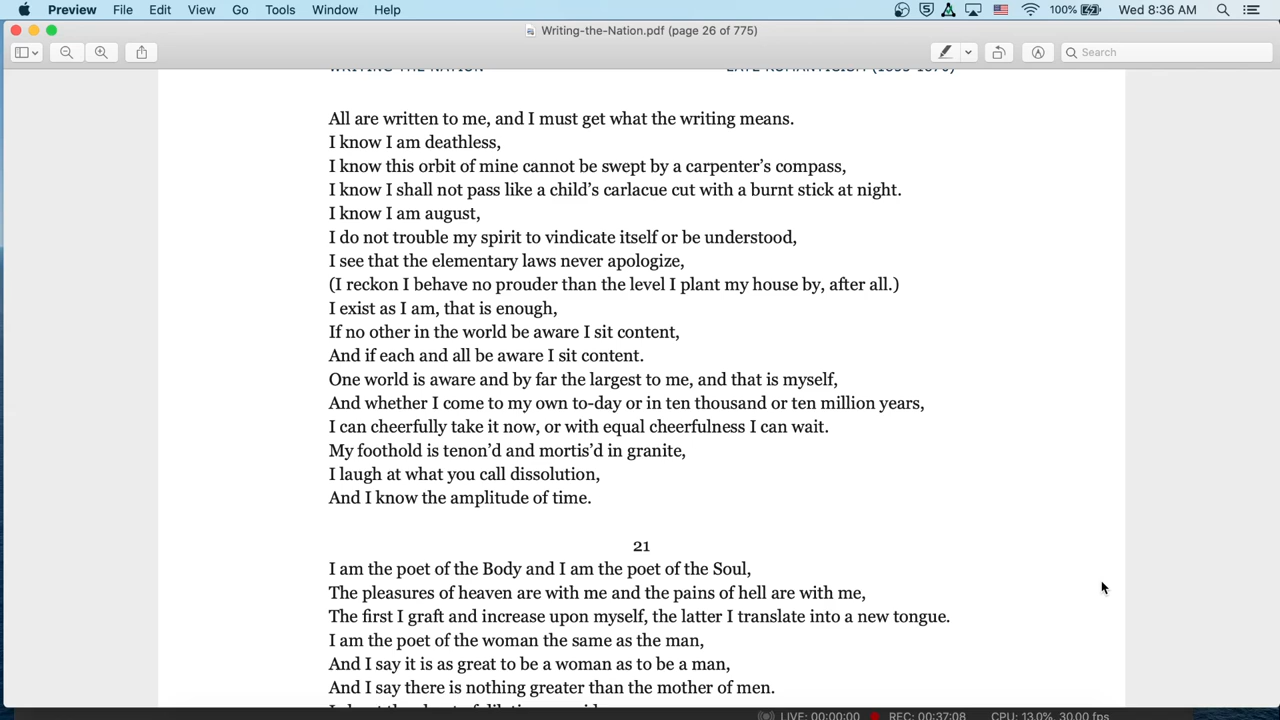 Preview File Edit View Go Tools Window Help 100% Wed 8:36 AM
Writing-the-Nation.pdf (page 26 of 775)
Search
WRITING THE NATION LATE ROMANTICISM (1855-1870)
All are written to me, and I must get what the writing means.
I know I am deathless,
I know this orbit of mine cannot be swept by a carpenter’s compass,
I know I shall not pass like a child’s carlacue cut with a burnt stick at night.
I know I am august,
I do not trouble my spirit to vindicate itself or be understood,
I see that the elementary laws never apologize,
(I reckon I behave no prouder than the level I plant my house by, after all.)
I exist as I am, that is enough,
If no other in the world be aware I sit content,
And if each and all be aware I sit content.
One world is aware and by far the largest to me, and that is myself,
And whether I come to my own to-day or in ten thousand or ten million years,
I can cheerfully take it now, or with equal cheerfulness I can wait.
My foothold is tenon’d and mortis’d in granite,
I laugh at what you call dissolution,
And I know the amplitude of time.
21
I am the poet of the Body and I am the poet of the Soul,
The pleasures of heaven are with me and the pains of hell are with me,
The first I graft and increase upon myself, the latter I translate into a new tongue.
I am the poet of the woman the same as the man,
And I say it is as great to be a woman as to be a man,
And I say there is nothing greater than the mother of men.
LIVE: 00:00:00 REC: 00:37:08 CPU: 13.0%, 30.00 fps